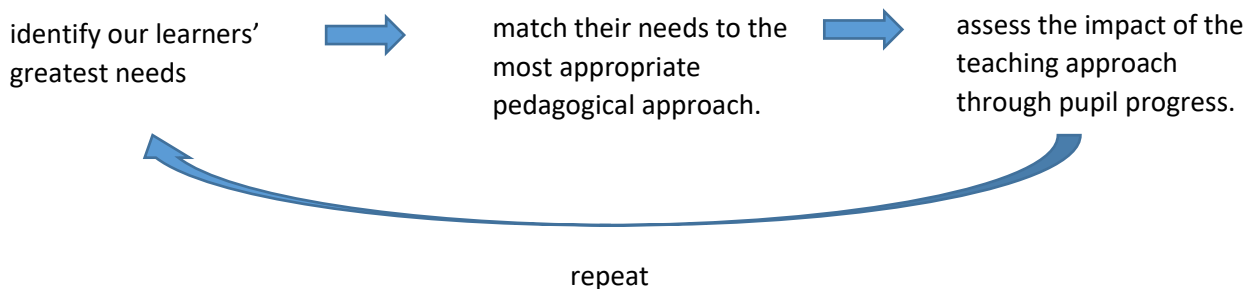 identify our learners’
greatest needs
match their needs to the
most appropriate
pedagogical approach.
assess the impact of the
teaching approach
through pupil progress.
repeat